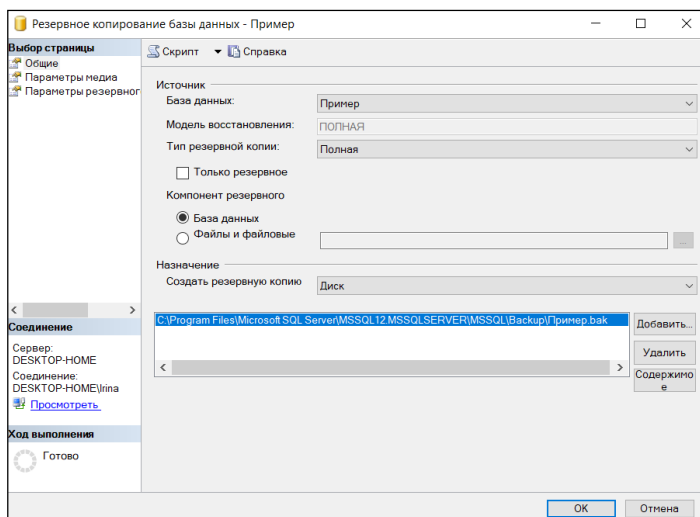 Резервное копирование базы данных - Пример
Выбор страницы
Общие
Параметры медиа
Параметры резервног
Скрипт
Справка
Источник
База данных:
Пример
Модель восстановления:
ПОЛНАЯ
Тип резервной копии:
Полная
Только резервное
Компонент резервного
База данных
Файлы и файловые
...
Назначение
Создать резервную копию
Диск
C:\Program Files\Microsoft SQL Server\MSSQL12.MSSQLSERVER\MSSQL\Backup\Пример.bak
Добавить...
Удалить
Содержимо
е
Соединение
Сервер:
DESKTOP-HOME
Соединение:
DESKTOP-HOME\Irina
Просмотреть
Ход выполнения
Готово
OK
Отмена